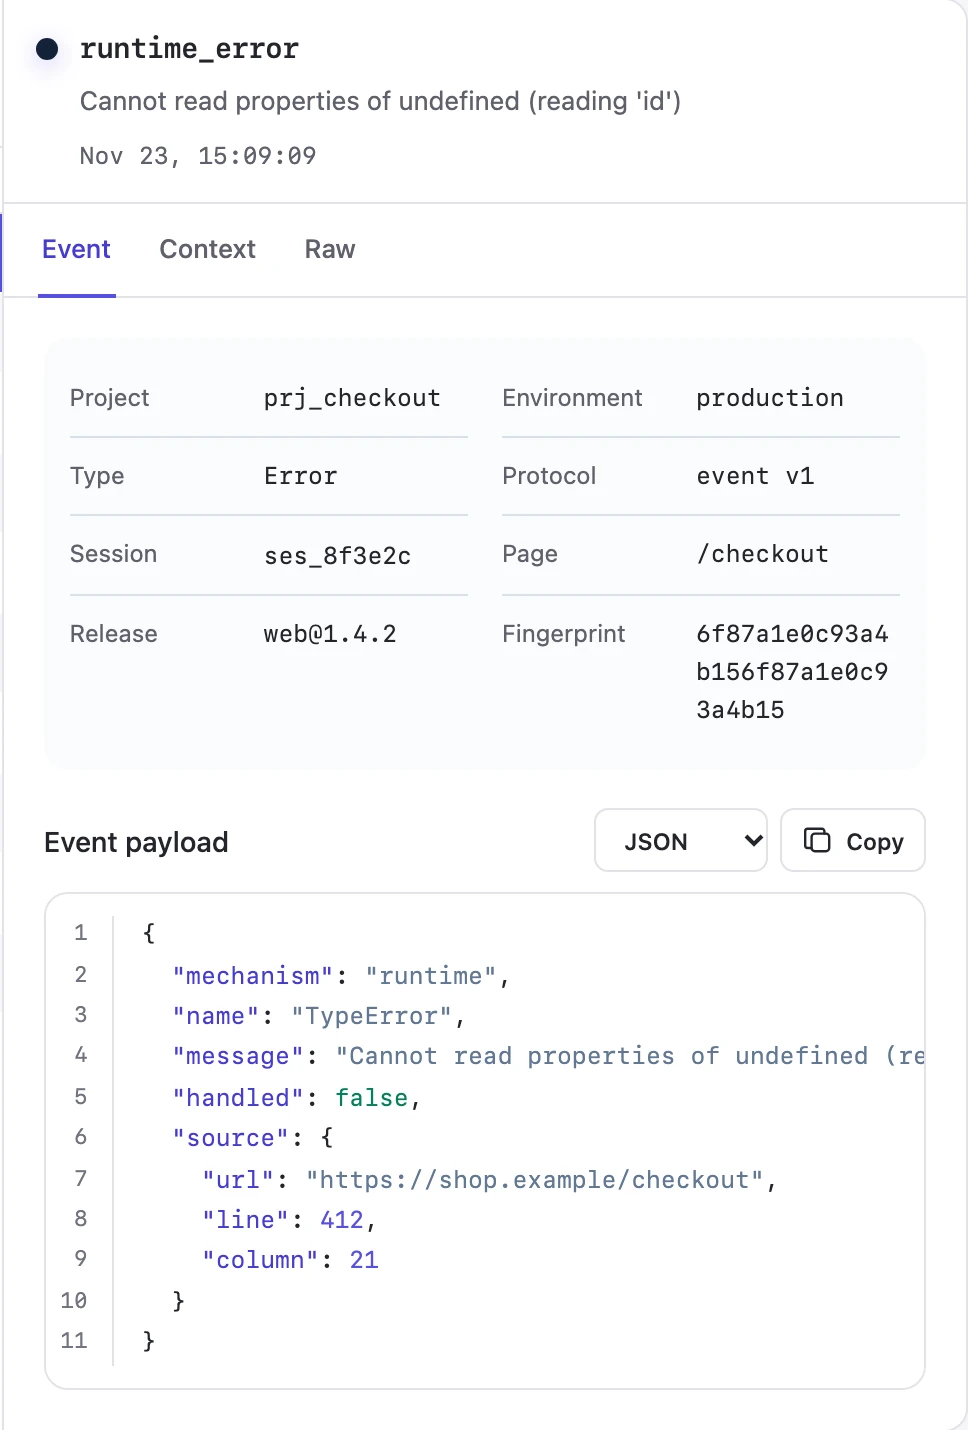 runtime_error
Cannot read properties of undefined (reading 'id')
Nov 23, 15:09:09
Event Context Raw
Project prj_checkout Environment production
Type Error Protocol event v1
Session ses_8f3e2c Page /checkout
Release web@1.4.2 Fingerprint 6f87a1e0c93a4
b156f87a1e0c9
3a4b15
Event payload JSON Copy
1 {
2 "mechanism": "runtime",
3 "name": "TypeError",
4 "message": "Cannot read properties of undefined (re
5 "handled": false,
6 "source": {
7 "url": "https://shop.example/checkout",
8 "line": 412,
9 "column": 21
10 }
11 }